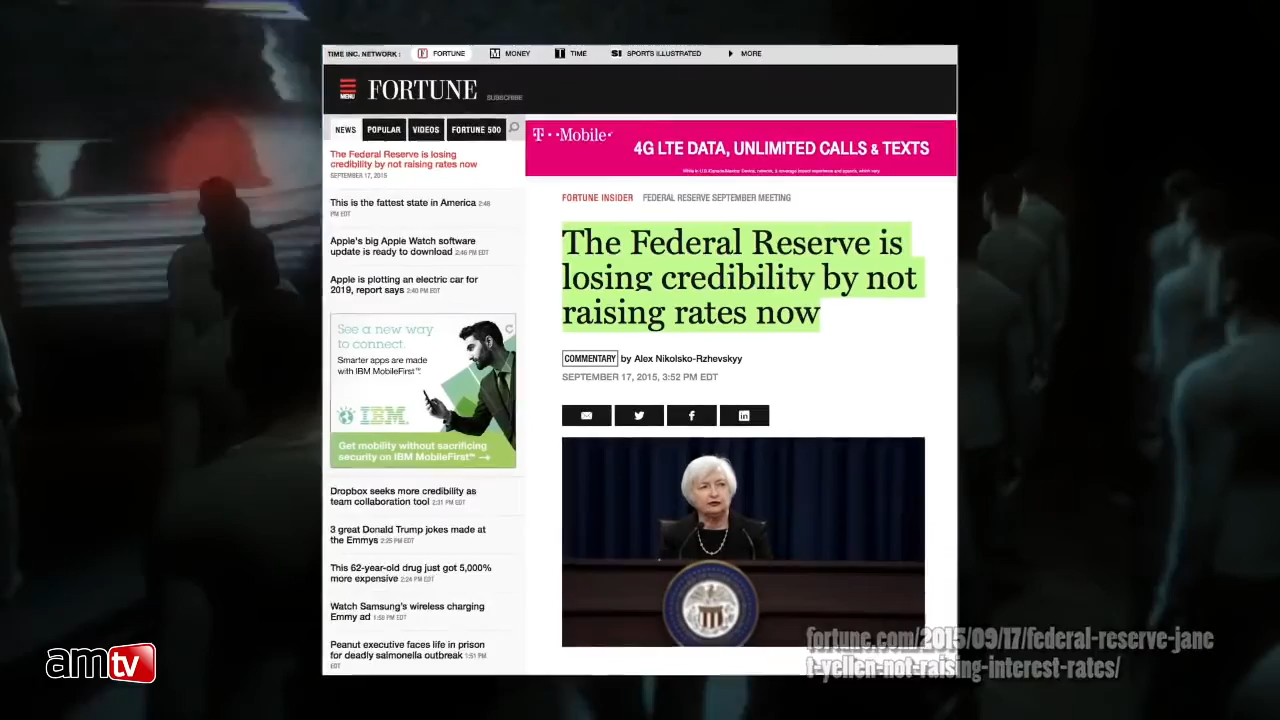 TIME INC. NETWORK :
FORTUNE
MONEY
TIME
SI SPORTS ILLUSTRATED
MORE
MENU
FORTUNE
SUBSCRIBE
NEWS
POPULAR
VIDEOS
FORTUNE 500
The Federal Reserve is losing
credibility by not raising rates now
SEPTEMBER 17, 2015
This is the fattest state in America 2:48
PM EDT
Apple's big Apple Watch software
update is ready to download 2:46 PM EDT
Apple is plotting an electric car for
2019, report says 2:40 PM EDT
See a new way
to connect.
Smarter apps are made
with IBM MobileFirst™.
IBM.
Get mobility without sacrificing
security on IBM MobileFirst™ →
Dropbox seeks more credibility as
team collaboration tool 2:31 PM EDT
3 great Donald Trump jokes made at
the Emmys 2:25 PM EDT
This 62-year-old drug just got 5,000%
more expensive 2:24 PM EDT
Watch Samsung's wireless charging
Emmy ad 1:58 PM EDT
Peanut executive faces life in prison
for deadly salmonella outbreak 1:51 PM
EDT
T··Mobile·
4G LTE DATA, UNLIMITED CALLS & TEXTS
FORTUNE INSIDER FEDERAL RESERVE SEPTEMBER MEETING
The Federal Reserve is
losing credibility by not
raising rates now
COMMENTARY by Alex Nikolsko-Rzhevskyy
SEPTEMBER 17, 2015, 3:52 PM EDT
fortune.com/2015/09/17/federal-reserve-jane
t-yellen-not-raising-interest-rates/
amtv